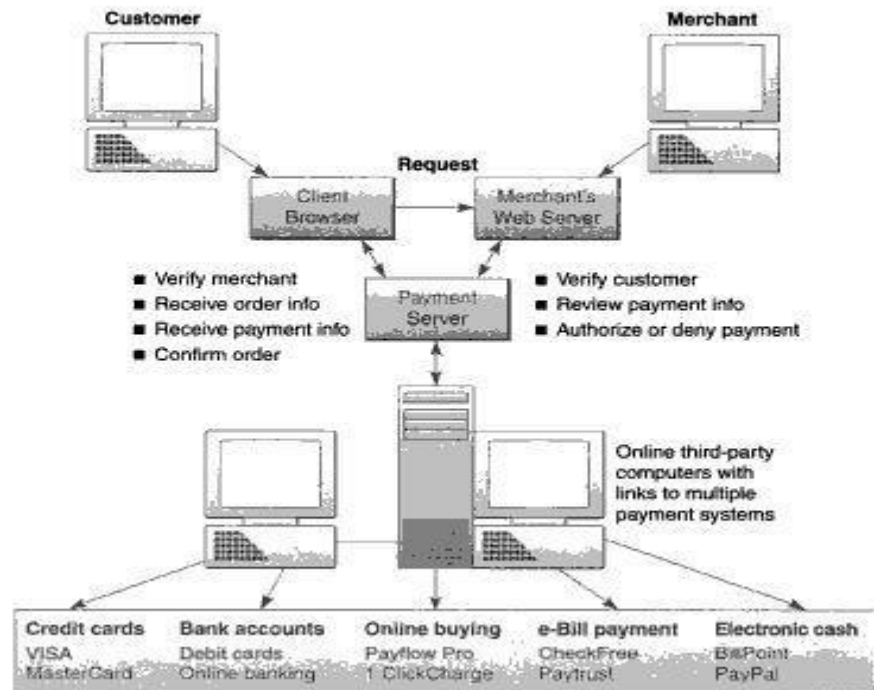 Customer
Merchant
Request
Client
Browser
Merchant's
Web Server
■ Verify merchant
■ Receive order info
■ Receive payment info
■ Confirm order
Payment
Server
■ Verify customer
■ Review payment info
■ Authorize or deny payment
Online third-party
computers with
links to multiple
payment systems
Credit cards
VISA
MasterCard
Bank accounts
Debit cards
Online banking
Online buying
Payflow Pro
1 ClickCharge
e-Bill payment
CheckFree
Paytrust
Electronic cash
BillPoint
PayPal